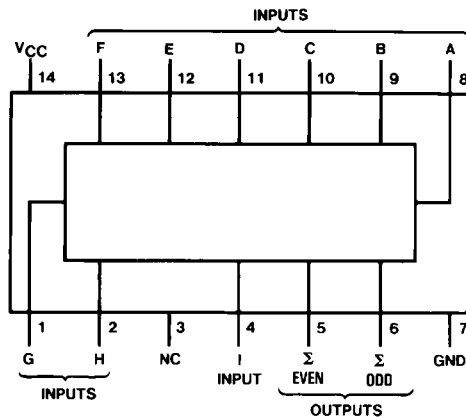 INPUTS
VCC F E D C B A
14 13 12 11 10 9 8
1 2 3 4 5 6 7
G H NC I Σ Σ GND
INPUT EVEN ODD
INPUTS
OUTPUTS